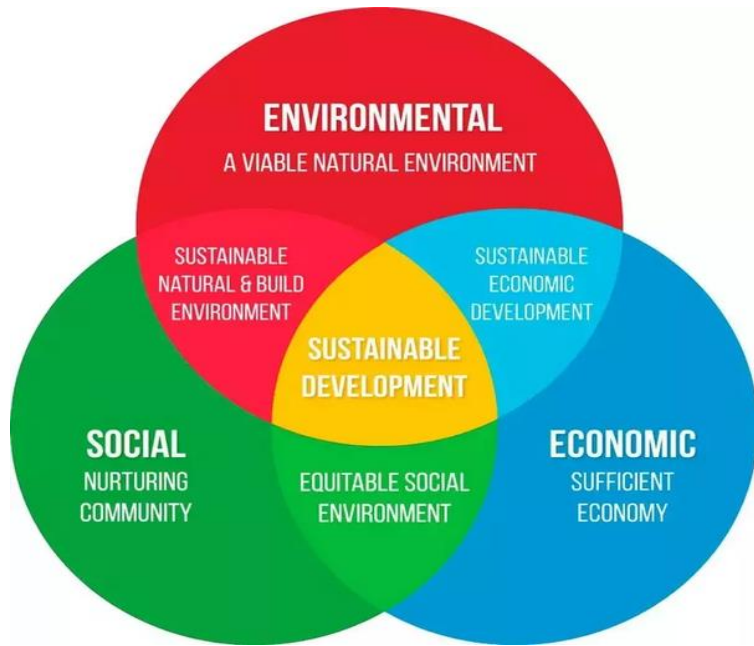 ENVIRONMENTAL
A VIABLE NATURAL ENVIRONMENT
SUSTAINABLE
NATURAL & BUILD
ENVIRONMENT
SUSTAINABLE
ECONOMIC
DEVELOPMENT
SUSTAINABLE
DEVELOPMENT
SOCIAL
NURTURING
COMMUNITY
EQUITABLE SOCIAL
ENVIRONMENT
ECONOMIC
SUFFICIENT
ECONOMY